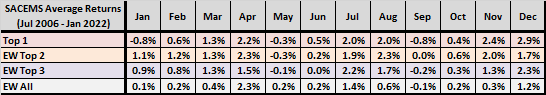 SACEMS Average Returns (Jul 2006 - Jan 2022) Jan Feb Mar Apr May Jun Jul Aug Sep Oct Nov Dec
Top 1 -0.8% 0.6% 1.3% 2.2% -0.3% 0.5% 2.0% 2.0% -0.8% 0.4% 2.4% 2.9%
EW Top 2 1.1% 1.2% 1.3% 2.3% -0.3% 0.2% 1.9% 2.3% 0.0% 0.6% 2.0% 1.7%
EW Top 3 0.9% 0.8% 1.3% 1.5% -0.1% 0.0% 2.2% 1.7% -0.2% 0.3% 1.3% 2.3%
EW All 0.1% 0.2% 0.4% 2.3% 0.2% 0.2% 1.4% 0.6% -0.1% 0.2% 0.3% 1.2%